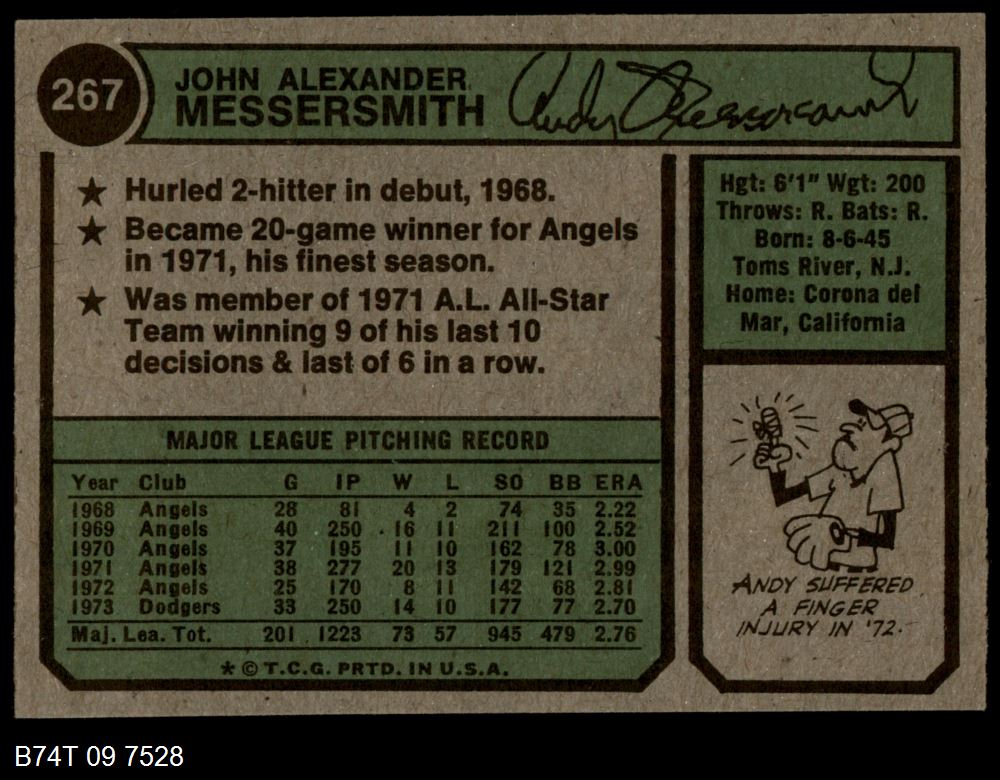 267
JOHN ALEXANDER
MESSERSMITH
Andy Messersmith
★ Hurled 2-hitter in debut, 1968.
★ Became 20-game winner for Angels
in 1971, his finest season.
★ Was member of 1971 A.L. All-Star
Team winning 9 of his last 10
decisions & last of 6 in a row.
Hgt: 6'1" Wgt: 200
Throws: R. Bats: R.
Born: 8-6-45
Toms River, N.J.
Home: Corona del
Mar, California
MAJOR LEAGUE PITCHING RECORD
Year Club G IP W L SO BB ERA
1968 Angels 28 81 4 2 74 35 2.22
1969 Angels 40 250 16 11 211 100 2.52
1970 Angels 37 195 11 10 162 78 3.00
1971 Angels 38 277 20 13 179 121 2.99
1972 Angels 25 170 8 11 142 68 2.81
1973 Dodgers 33 250 14 10 177 77 2.70
Maj. Lea. Tot. 201 1223 73 57 945 479 2.76
* © T.C.G. PRTD. IN U.S.A.
ANDY SUFFERED
A FINGER
INJURY IN '72.
B74T 09 7528